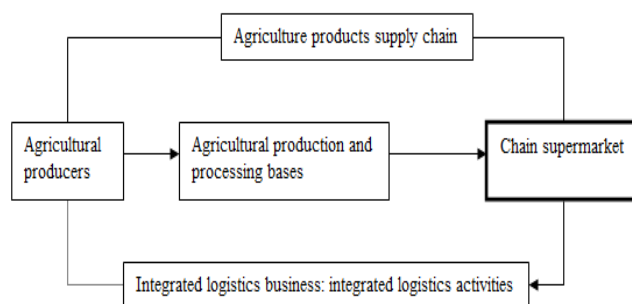 Agriculture products supply chain
Agricultural
producers
Agricultural production and
processing bases
Chain supermarket
Integrated logistics business: integrated logistics activities